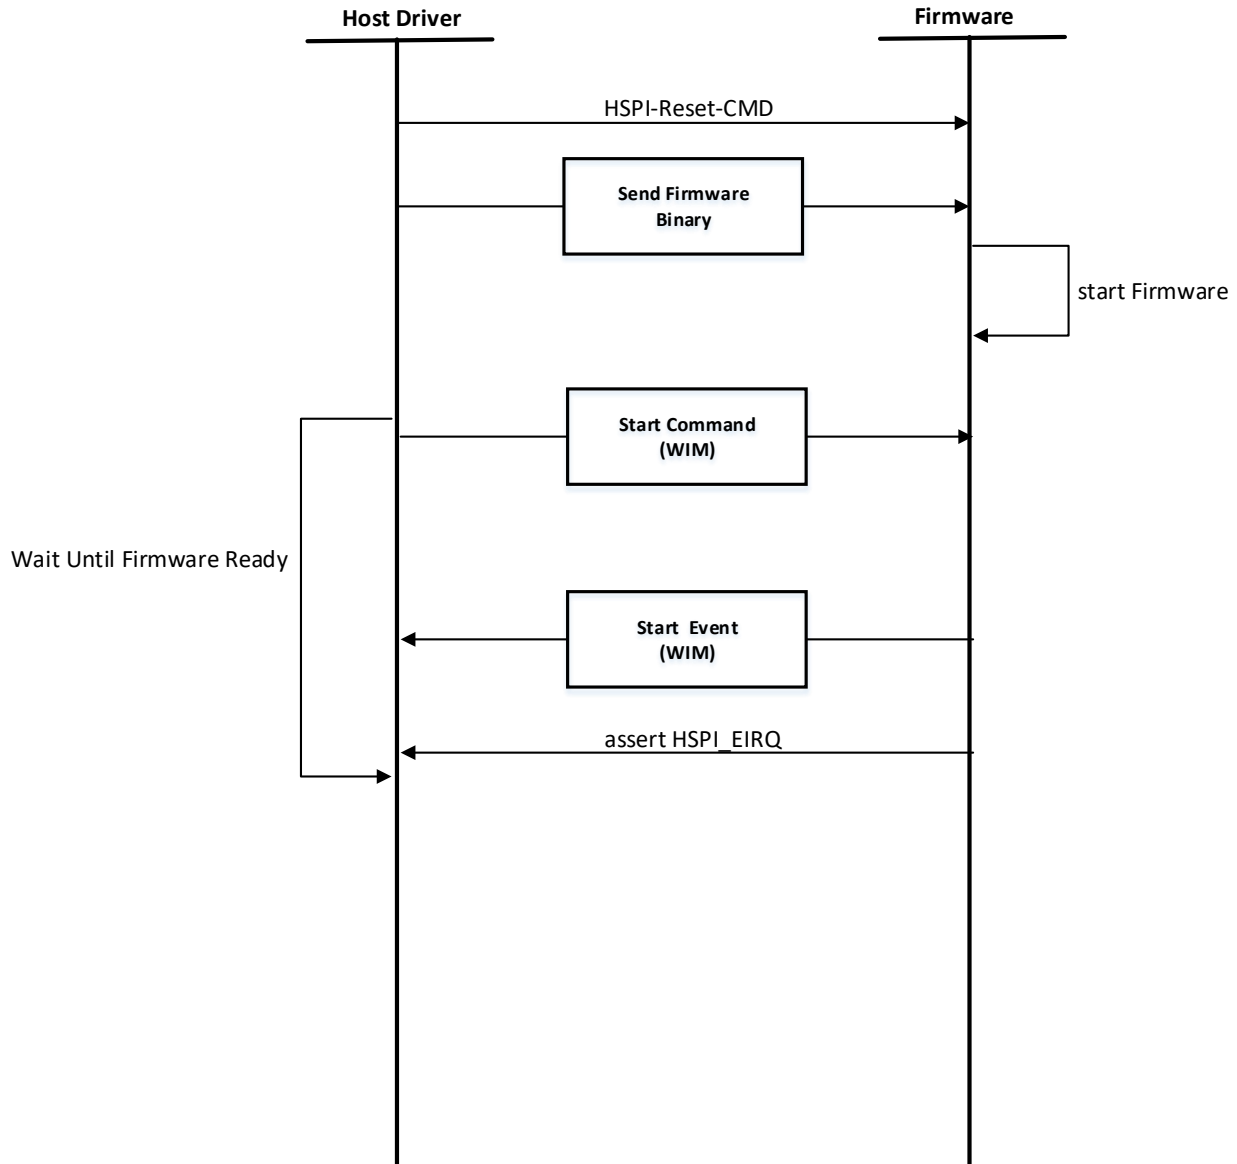 Host Driver
Firmware
HSPI-Reset-CMD
Send Firmware
Binary
start Firmware
Start Command
(WIM)
Wait Until Firmware Ready
Start  Event
(WIM)
assert HSPI_EIRQ